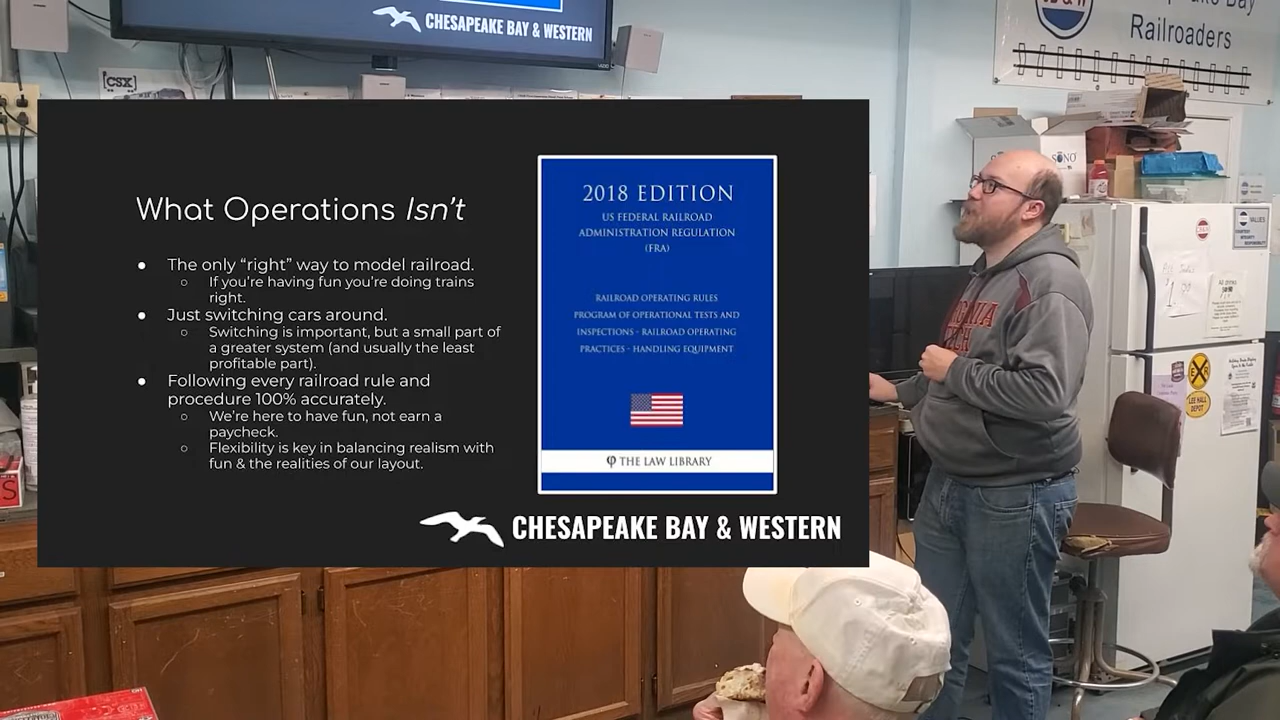 CHESAPEAKE BAY & WESTERN
Bay
Railroaders
CSX
SONO
What Operations Isn't
The only “right” way to model railroad.
If you're having fun you're doing trains
right.
Just switching cars around.
Switching is important, but a small part of
a greater system (and usually the least
profitable part).
Following every railroad rule and
procedure 100% accurately.
We're here to have fun, not earn a
paycheck.
Flexibility is key in balancing realism with
fun & the realities of our layout.
2018 EDITION
US FEDERAL RAILROAD
ADMINISTRATION REGULATION
(FRA)
RAILROAD OPERATING RULES
PROGRAM OF OPERATIONAL TESTS AND
INSPECTIONS - RAILROAD OPERATING
PRACTICES - HANDLING EQUIPMENT
THE LAW LIBRARY
CHESAPEAKE BAY & WESTERN
VALUES
R R
LEE HALL
DEPOT